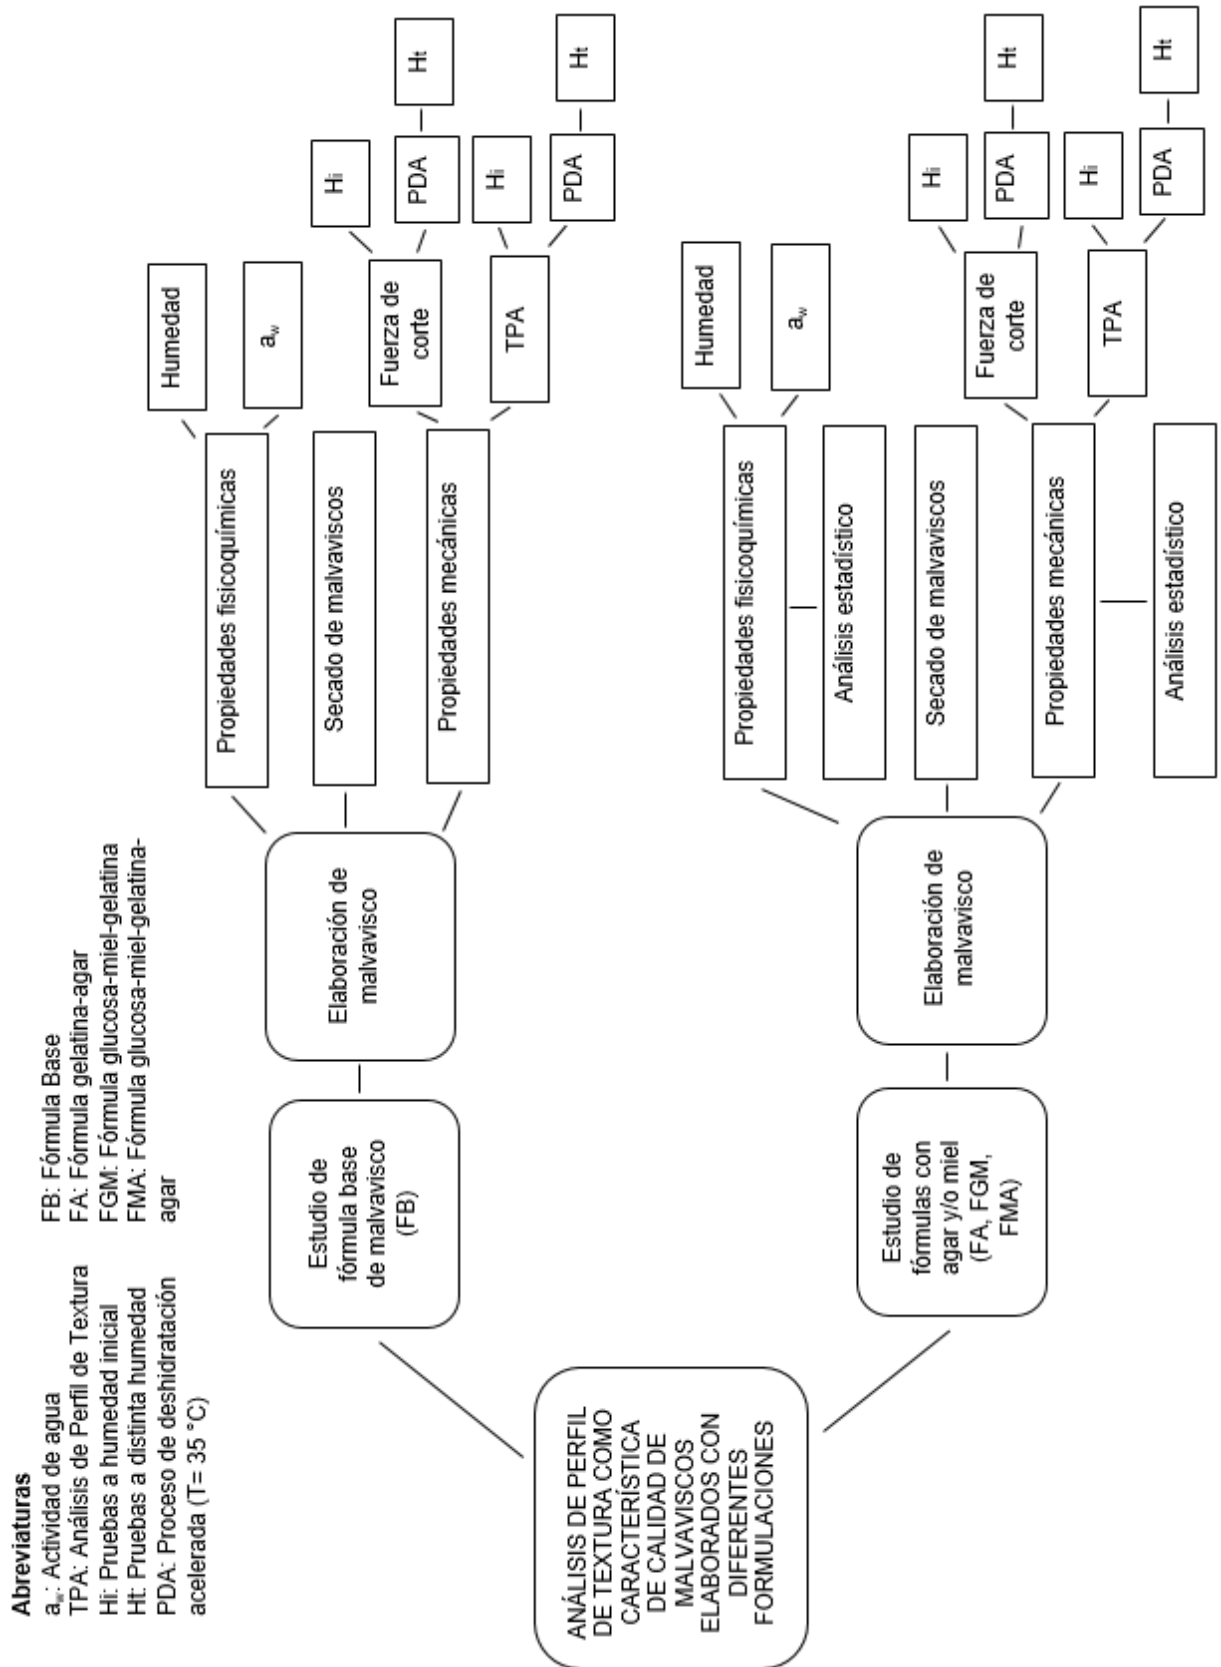 Abreviaturas
a_w: Actividad de agua
TPA: Análisis de Perfil de Textura
Hi: Pruebas a humedad inicial
Ht: Pruebas a distinta humedad
PDA: Proceso de deshidratación
acelerada (T= 35 °C)
FB: Fórmula Base
FA: Fórmula gelatina-agar
FGM: Fórmula glucosa-miel-gelatina
FMA: Fórmula glucosa-miel-gelatina-
agar
ANÁLISIS DE PERFIL
DE TEXTURA COMO
CARACTERÍSTICA
DE CALIDAD DE
MALVAVISCOS
ELABORADOS CON
DIFERENTES
FORMULACIONES
Estudio de
fórmula base
de malvavisco
(FB)
Elaboración de
malvavisco
Propiedades fisicoquímicas
Humedad
a_w
Secado de malvaviscos
Propiedades mecánicas
Fuerza de
corte
Hi
PDA
Ht
TPA
Hi
PDA
Ht
Estudio de
fórmulas con
agar y/o miel
(FA, FGM,
FMA)
Elaboración de
malvavisco
Propiedades fisicoquímicas
Humedad
a_w
Análisis estadístico
Secado de malvaviscos
Propiedades mecánicas
Fuerza de
corte
Hi
PDA
Ht
TPA
Hi
PDA
Ht
Análisis estadístico